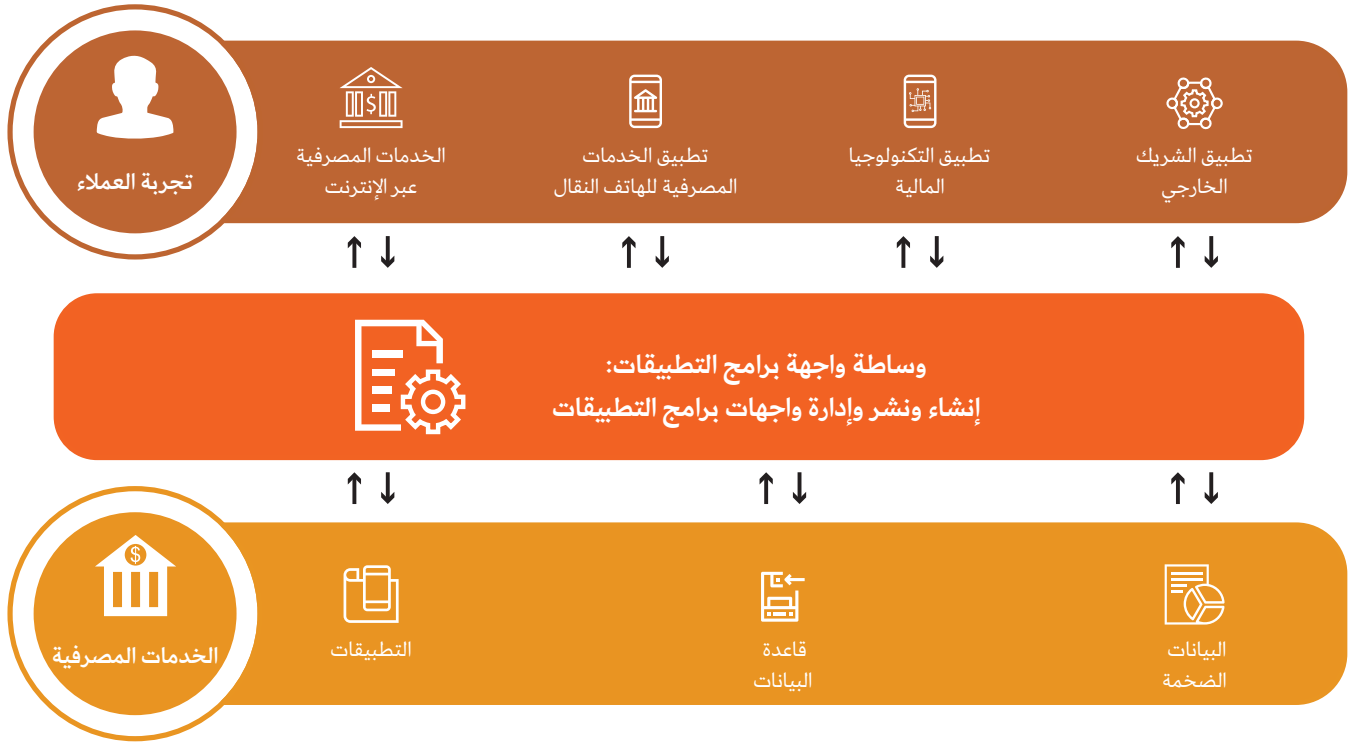 تجربة العملاء
الخدمات المصرفية
عبر الإنترنت
تطبيق الخدمات
المصرفية للهاتف النقال
تطبيق التكنولوجيا
المالية
تطبيق الشريك
الخارجي
وساطة واجهة برامج التطبيقات:
إنشاء ونشر وإدارة واجهات برامج التطبيقات
الخدمات المصرفية
التطبيقات
قاعدة
البيانات
البيانات
الضخمة